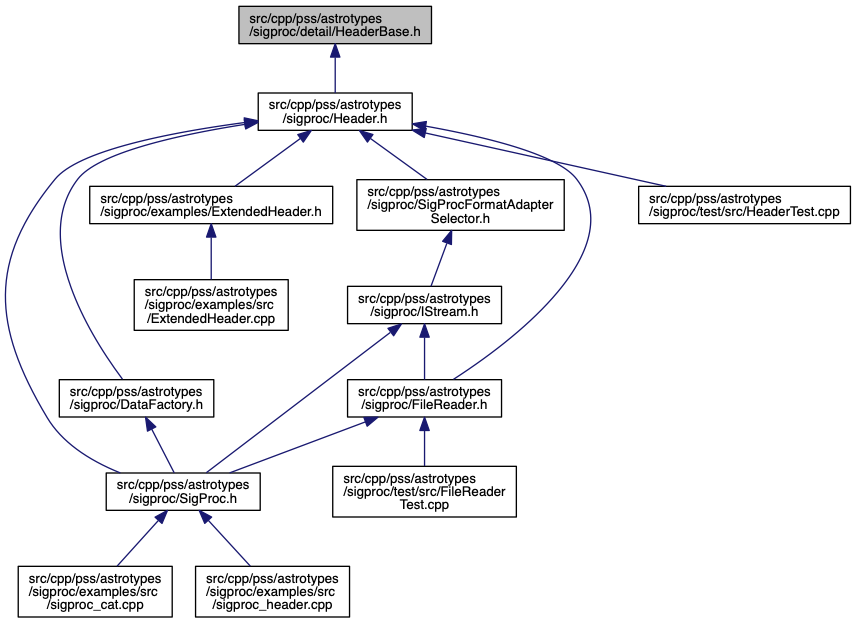 src/cpp/pss/astrotypes
/sigproc/detail/HeaderBase.h
src/cpp/pss/astrotypes
/sigproc/Header.h
src/cpp/pss/astrotypes
/sigproc/examples/ExtendedHeader.h
src/cpp/pss/astrotypes
/sigproc/SigProcFormatAdapter
Selector.h
src/cpp/pss/astrotypes
/sigproc/test/src/HeaderTest.cpp
src/cpp/pss/astrotypes
/sigproc/examples/src
/ExtendedHeader.cpp
src/cpp/pss/astrotypes
/sigproc/IStream.h
src/cpp/pss/astrotypes
/sigproc/DataFactory.h
src/cpp/pss/astrotypes
/sigproc/FileReader.h
src/cpp/pss/astrotypes
/sigproc/SigProc.h
src/cpp/pss/astrotypes
/sigproc/test/src/FileReader
Test.cpp
src/cpp/pss/astrotypes
/sigproc/examples/src
/sigproc_cat.cpp
src/cpp/pss/astrotypes
/sigproc/examples/src
/sigproc_header.cpp